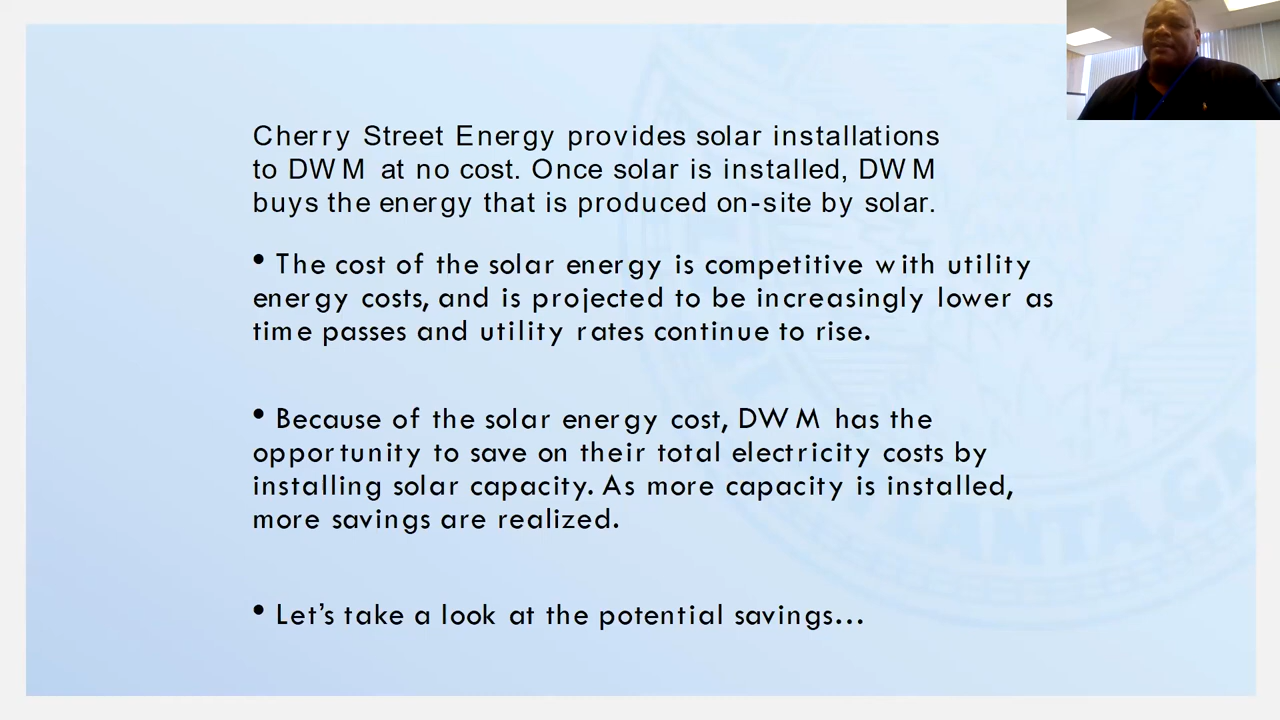 Cherry Street Energy provides solar installations
to DWM at no cost. Once solar is installed, DWM
buys the energy that is produced on-site by solar.
• The cost of the solar energy is competitive with utility
energy costs, and is projected to be increasingly lower as
time passes and utility rates continue to rise.
• Because of the solar energy cost, DWM has the
opportunity to save on their total electricity costs by
installing solar capacity. As more capacity is installed,
more savings are realized.
• Let's take a look at the potential savings...